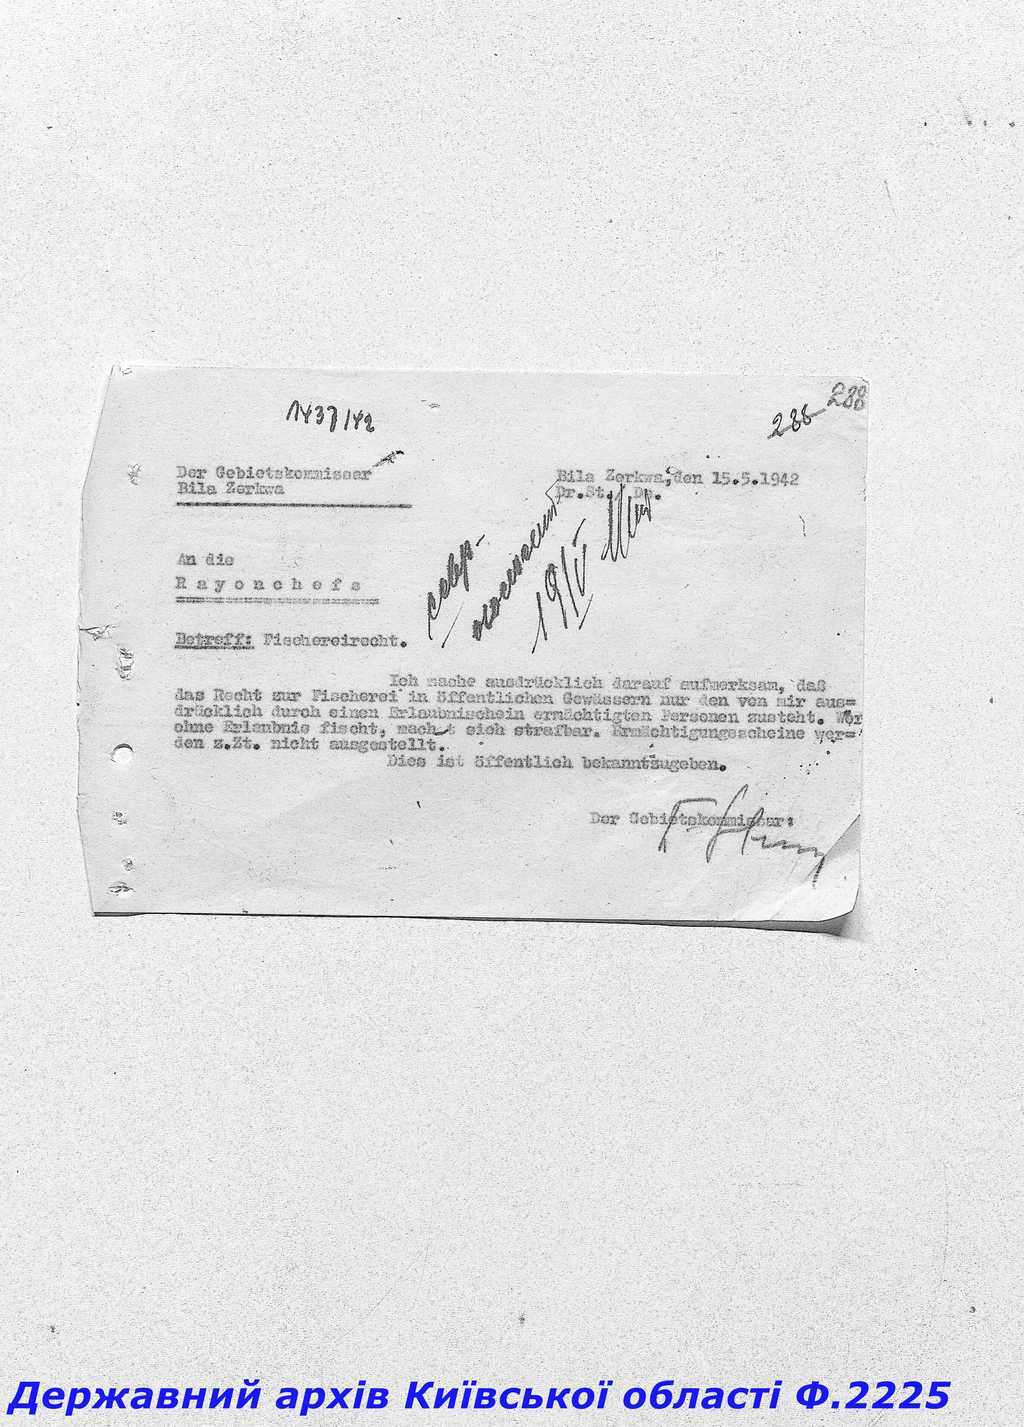 1437/42
288
288
Der Gebietskommissar
Bila Zerkwa
Bila Zerkwa, den 15.5.1942
Dr.St./ De.
An die
Rayonchefs
Betreff: Fischereirecht.
Ich mache ausdrücklich darauf aufmerksam, daß
das Recht zur Fischerei in öffentlichen Gewässern nur den von mir aus=
drücklich durch einen Erlaubnischein ermächtigten Personen zusteht. Wer
ohne Erlaubnis fischt, macht sich strafbar. Ermächtigungsscheine wer=
den z.Zt. nicht ausgestellt.
Dies ist öffentlich bekanntzugeben.
Der Gebietskommissar:
Державний архів Київської області Ф.2225